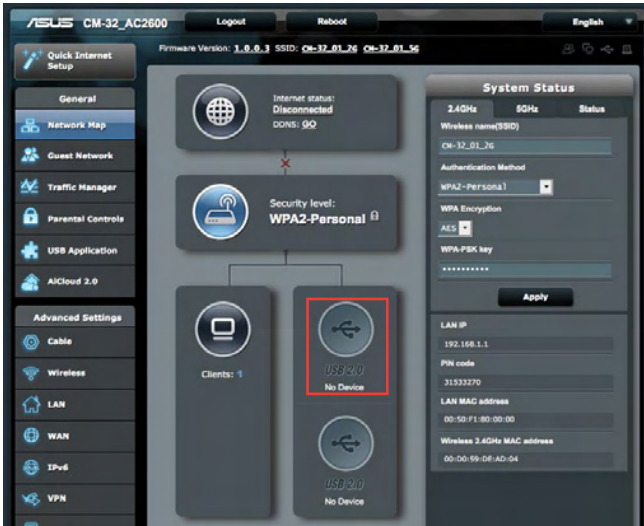 ASUS CM-32_AC2600
Logout
Reboot
English
Quick Internet
Setup
Firmware Version: 1.0.0.3 SSID: CM-32_01_2G CM-32_01_5G
General
Network Map
Guest Network
Traffic Manager
Parental Controls
USB Application
AiCloud 2.0
Advanced Settings
Cable
Wireless
LAN
WAN
IPv6
VPN
Internet status:
Disconnected
DDNS: GO
Security level:
WPA2-Personal
Clients: 1
USB 2.0
No Device
USB 2.0
No Device
System Status
2.4GHz
5GHz
Status
Wireless name(SSID)
CM-32_01_2G
Authentication Method
WPA2-Personal
WPA Encryption
AES
WPA-PSK key
••••••••••
Apply
LAN IP
192.168.1.1
PIN code
31533270
LAN MAC address
00:50:F1:80:00:00
Wireless 2.4GHz MAC address
00:D0:59:DE:AD:04